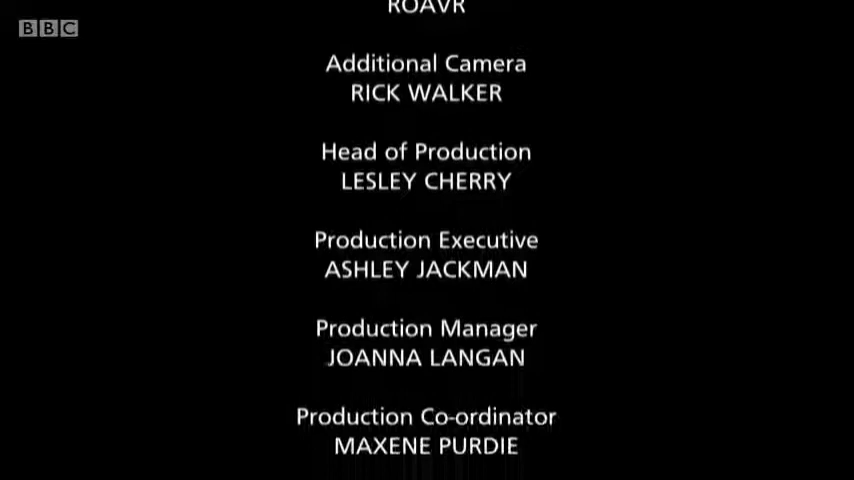 ROAVR
BBC
Additional Camera
RICK WALKER
Head of Production
LESLEY CHERRY
Production Executive
ASHLEY JACKMAN
Production Manager
JOANNA LANGAN
Production Co-ordinator
MAXENE PURDIE